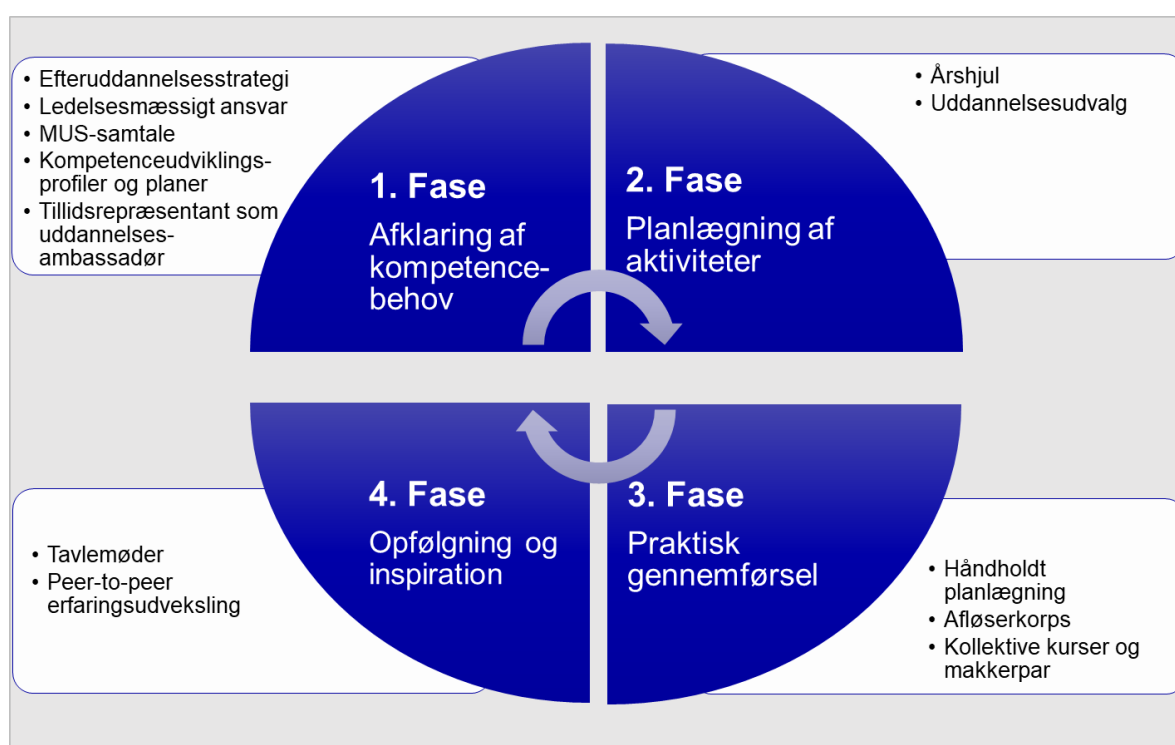 • Efteruddannelsesstrategi
• Ledelsesmæssigt ansvar
• MUS-samtale
• Kompetenceudviklings-
profiler og planer
• Tillidsrepræsentant som
uddannelses-
ambassadør
1. Fase
Afklaring af
kompetence-
behov
2. Fase
Planlægning af
aktiviteter
• Årshjul
• Uddannelsesudvalg
• Tavlemøder
• Peer-to-peer
erfaringsudveksling
4. Fase
Opfølgning og
inspiration
3. Fase
Praktisk
gennemførsel
• Håndholdt
planlægning
• Afløserkorps
• Kollektive kurser og
makkerpar